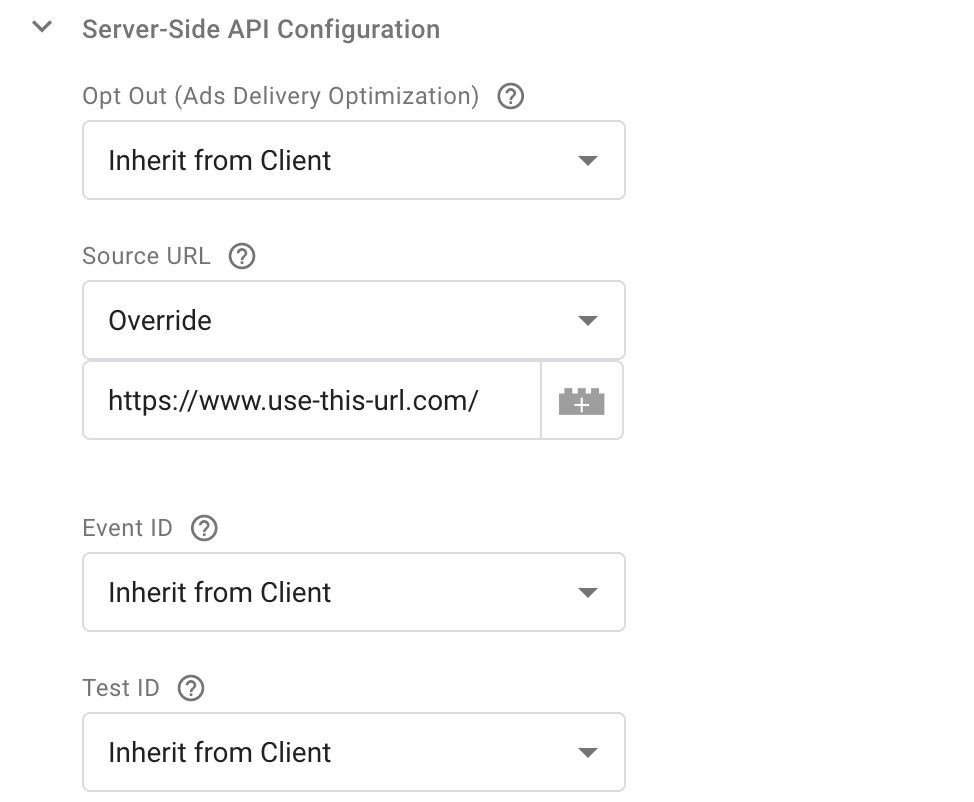 Server-Side API Configuration
Opt Out (Ads Delivery Optimization) ?
Inherit from Client
Source URL ?
Override
https://www.use-this-url.com/
Event ID ?
Inherit from Client
Test ID ?
Inherit from Client